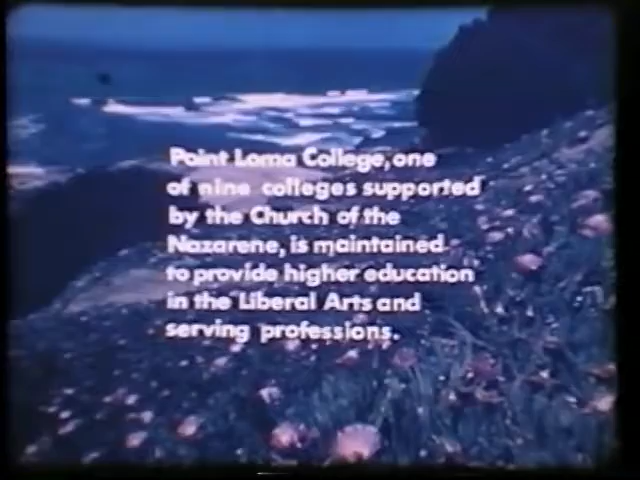 Point Loma College, one
of nine colleges supported
by the Church of the
Nazarene, is maintained
to provide higher education
in the Liberal Arts and
serving professions.